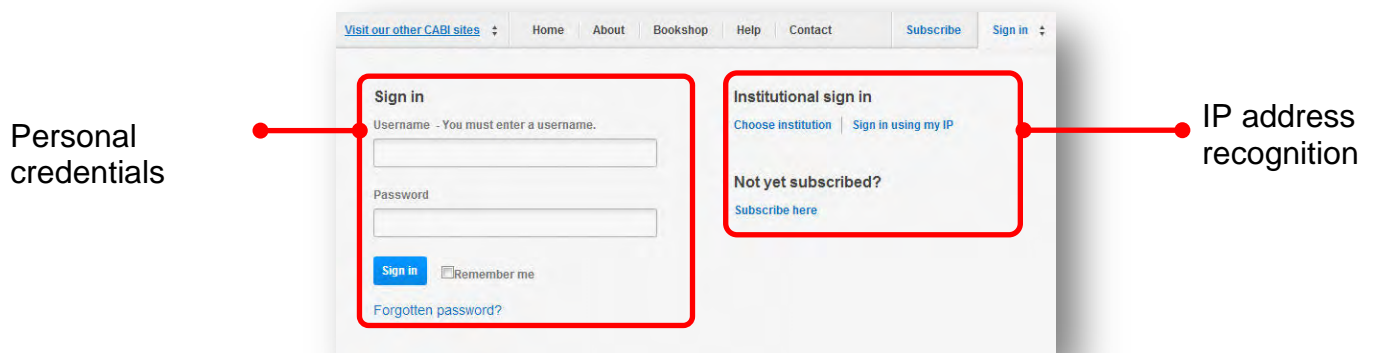 Visit our other CABI sites Home About Bookshop Help Contact Subscribe Sign in
Personal
credentials
Sign in
Username - You must enter a username.
Password
Sign in Remember me
Forgotten password?
Institutional sign in
Choose institution Sign in using my IP
Not yet subscribed?
Subscribe here
IP address
recognition